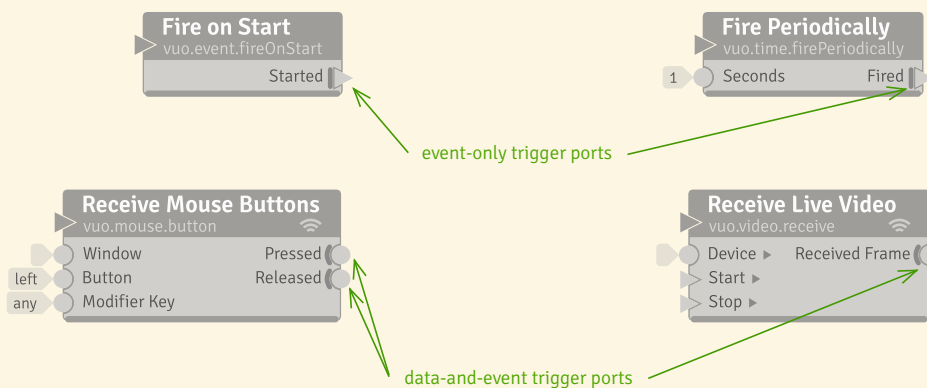 Fire on Start
vuo.event.fireOnStart
Started
Fire Periodically
vuo.time.firePeriodically
1
Seconds
Fired
event-only trigger ports
Receive Mouse Buttons
vuo.mouse.button
Window
Pressed
left
Button
Released
any
Modifier Key
Receive Live Video
vuo.video.receive
Device
Received Frame
Start
Stop
data-and-event trigger ports